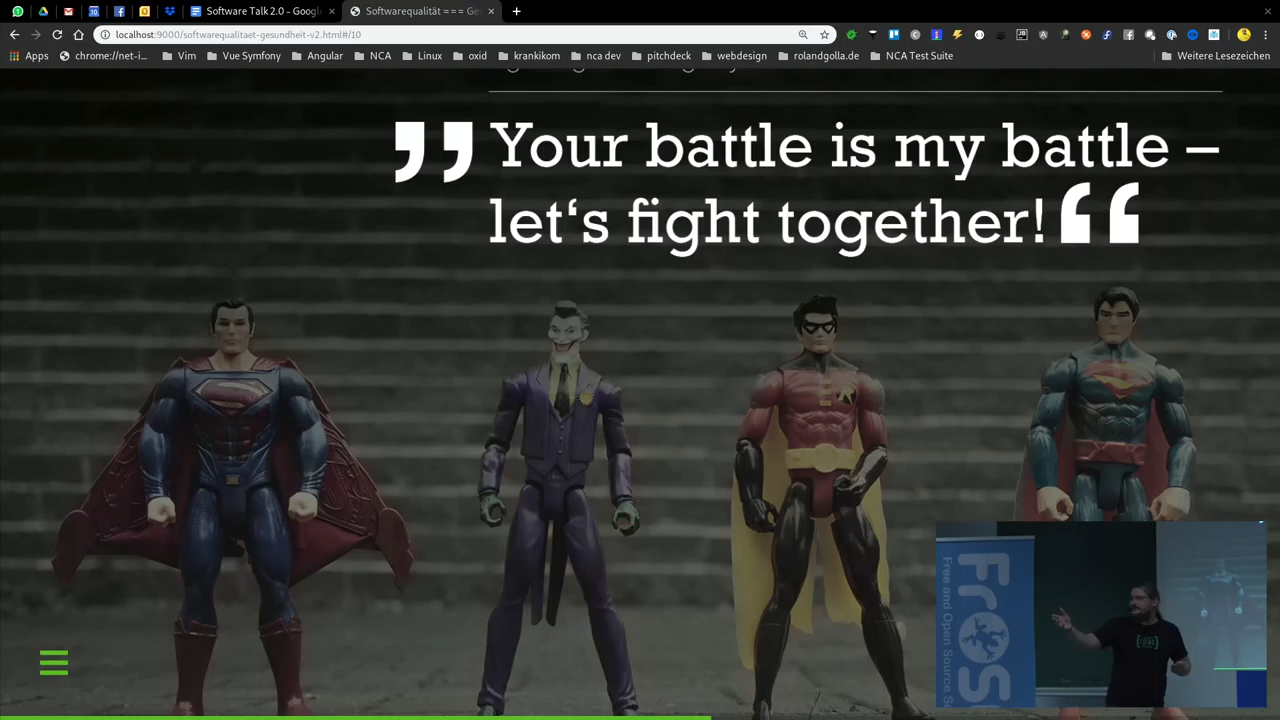 Software Talk 2.0 - Googl
Softwarequalität === Ge
localhost:9000/softwarequalitaet-gesundheit-v2.html#/10
Apps
chrome://net-i…
Vim
Vue Symfony
Angular
NCA
Linux
oxid
krankikom
nca dev
pitchdeck
webdesign
rolandgolla.de
NCA Test Suite
Weitere Lesezeichen
„Your battle is my battle –
let‘s fight together!“
FrOS
Free and Open Source S